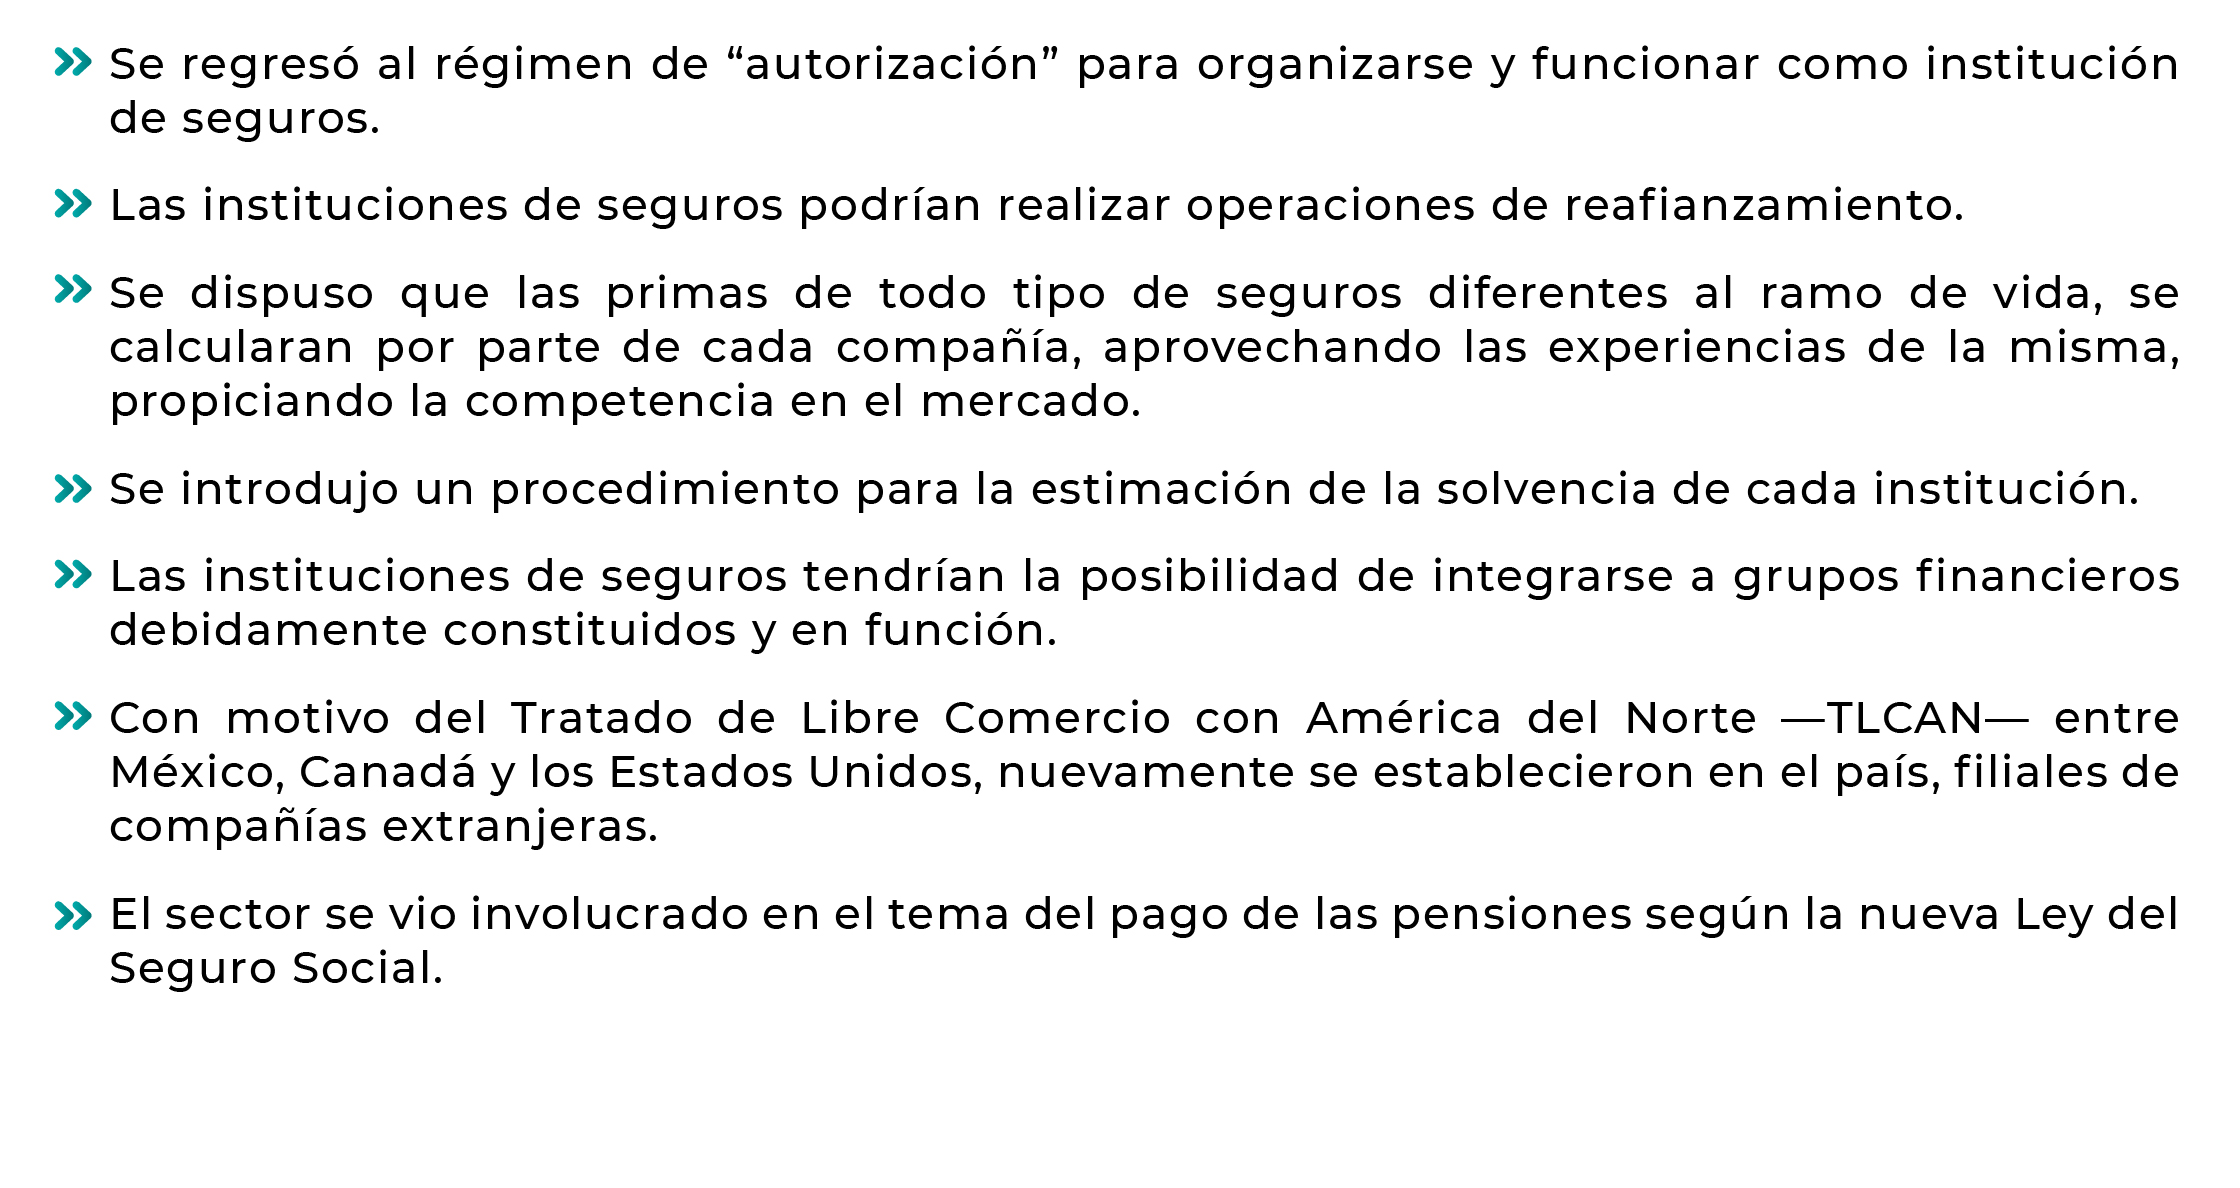 » Se regresó al régimen de “autorización” para organizarse y funcionar como institución
de seguros.
» Las instituciones de seguros podrían realizar operaciones de reafianzamiento.
» Se dispuso que las primas de todo tipo de seguros diferentes al ramo de vida, se
calcularan por parte de cada compañía, aprovechando las experiencias de la misma,
propiciando la competencia en el mercado.
» Se introdujo un procedimiento para la estimación de la solvencia de cada institución.
» Las instituciones de seguros tendrían la posibilidad de integrarse a grupos financieros
debidamente constituidos y en función.
» Con motivo del Tratado de Libre Comercio con América del Norte —TLCAN— entre
México, Canadá y los Estados Unidos, nuevamente se establecieron en el país, filiales de
compañías extranjeras.
» El sector se vio involucrado en el tema del pago de las pensiones según la nueva Ley del
Seguro Social.